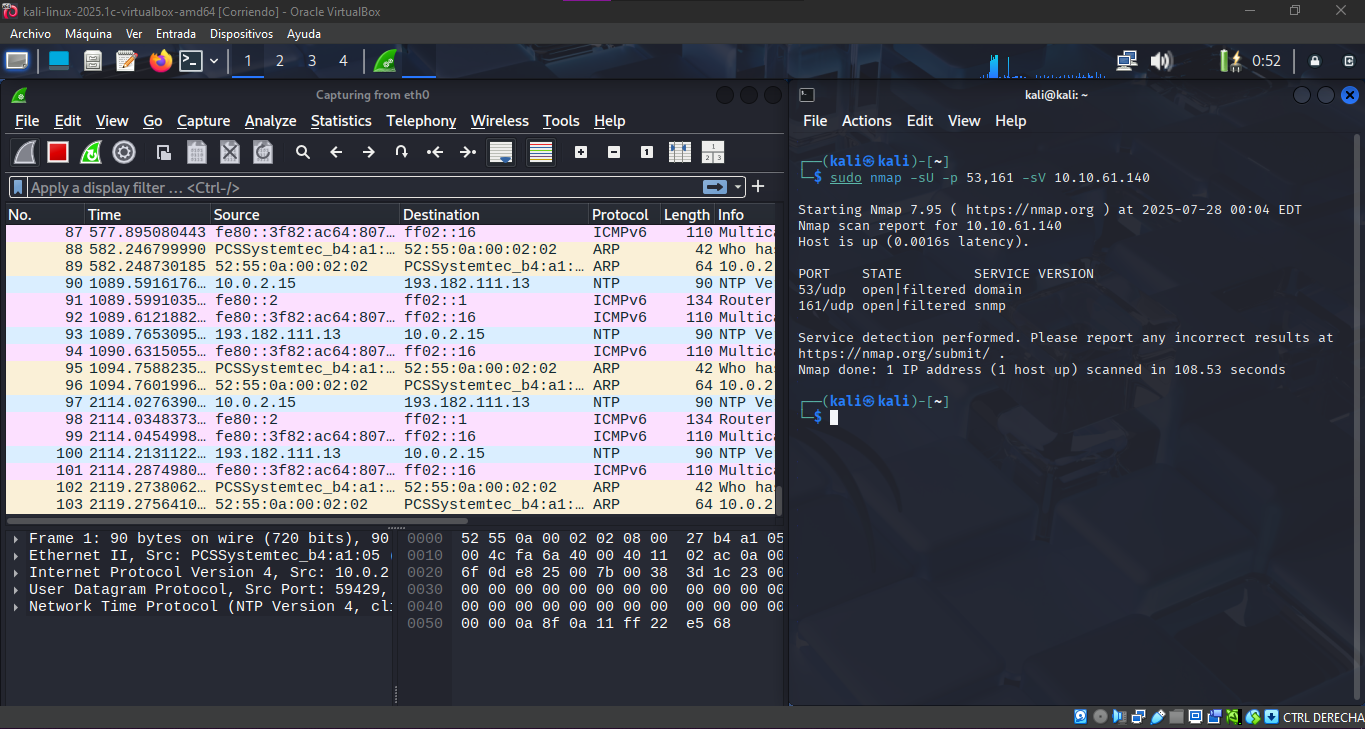 kali-linux-2025.1c-virtualbox-amd64 [Corriendo] - Oracle VirtualBox
Archivo Máquina Ver Entrada Dispositivos Ayuda
1 2 3 4
0:52
Capturing from eth0
File Edit View Go Capture Analyze Statistics Telephony Wireless Tools Help
Apply a display filter ... <Ctrl-/>
No. Time Source Destination Protocol Length Info
87 577.895080443 fe80::3f82:ac64:807… ff02::16 ICMPv6 110 Multica
88 582.246799990 PCSSystemtec_b4:a1:… 52:55:0a:00:02:02 ARP 42 Who has
89 582.248730185 52:55:0a:00:02:02 PCSSystemtec_b4:a1:… ARP 64 10.0.2
90 1089.5916176… 10.0.2.15 193.182.111.13 NTP 90 NTP Ve
91 1089.5991035… fe80::2 ff02::1 ICMPv6 134 Router
92 1089.6121882… fe80::3f82:ac64:807… ff02::16 ICMPv6 110 Multica
93 1089.7653095… 193.182.111.13 10.0.2.15 NTP 90 NTP Ve
94 1090.6315055… fe80::3f82:ac64:807… ff02::16 ICMPv6 110 Multica
95 1094.7588235… PCSSystemtec_b4:a1:… 52:55:0a:00:02:02 ARP 42 Who has
96 1094.7601996… 52:55:0a:00:02:02 PCSSystemtec_b4:a1:… ARP 64 10.0.2
97 2114.0276390… 10.0.2.15 193.182.111.13 NTP 90 NTP Ve
98 2114.0348373… fe80::2 ff02::1 ICMPv6 134 Router
99 2114.0454998… fe80::3f82:ac64:807… ff02::16 ICMPv6 110 Multica
100 2114.2131122… 193.182.111.13 10.0.2.15 NTP 90 NTP Ve
101 2114.2874980… fe80::3f82:ac64:807… ff02::16 ICMPv6 110 Multica
102 2119.2738062… PCSSystemtec_b4:a1:… 52:55:0a:00:02:02 ARP 42 Who has
103 2119.2756410… 52:55:0a:00:02:02 PCSSystemtec_b4:a1:… ARP 64 10.0.2
Frame 1: 90 bytes on wire (720 bits), 90
Ethernet II, Src: PCSSystemtec_b4:a1:05 (
Internet Protocol Version 4, Src: 10.0.2
User Datagram Protocol, Src Port: 59429,
Network Time Protocol (NTP Version 4, cli
0000 52 55 0a 00 02 02 08 00 27 b4 a1 05
0010 00 4c fa 6a 40 00 40 11 02 ac 0a 00
0020 6f 0d e8 25 00 7b 00 38 3d 1c 23 00
0030 00 00 00 00 00 00 00 00 00 00 00 00
0040 00 00 00 00 00 00 00 00 00 00 00 00
0050 00 00 0a 8f 0a 11 ff 22 e5 68
kali@kali: ~
File Actions Edit View Help
(kali㉿kali)-[~]
$ sudo nmap -sU -p 53,161 -sV 10.10.61.140
Starting Nmap 7.95 ( https://nmap.org ) at 2025-07-28 00:04 EDT
Nmap scan report for 10.10.61.140
Host is up (0.0016s latency).
PORT STATE SERVICE VERSION
53/udp open|filtered domain
161/udp open|filtered snmp
Service detection performed. Please report any incorrect results at
https://nmap.org/submit/ .
Nmap done: 1 IP address (1 host up) scanned in 108.53 seconds
(kali㉿kali)-[~]
$
CTRL DERECHA